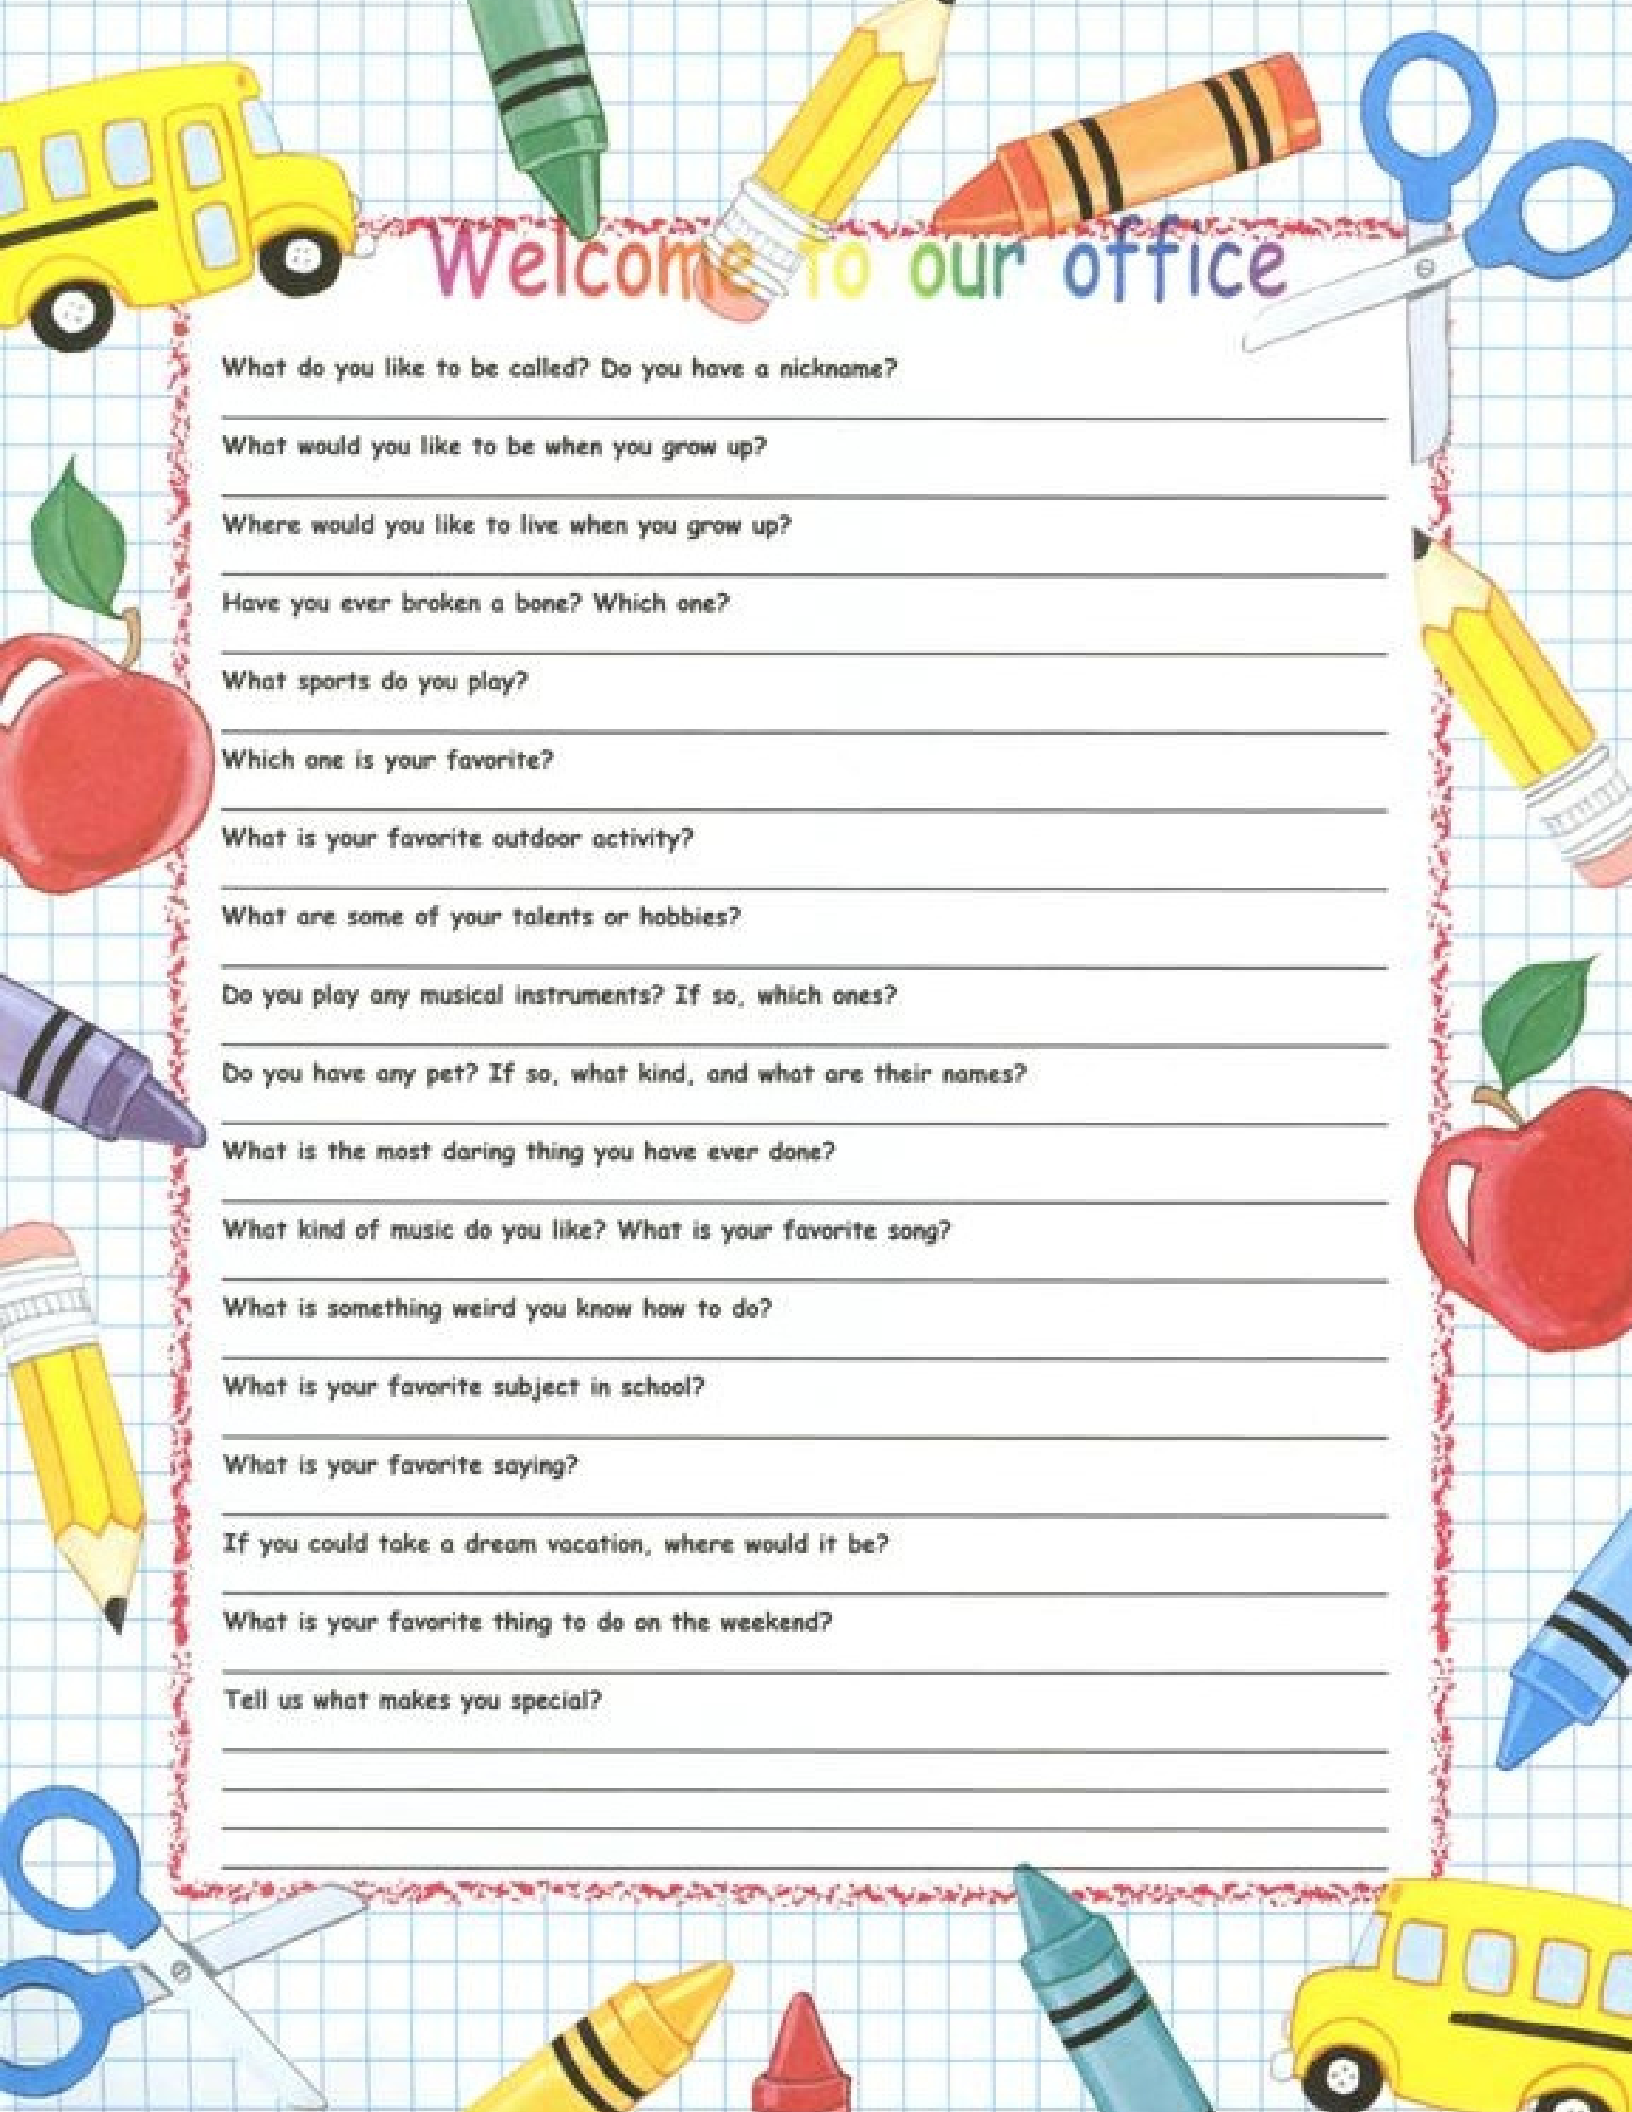 Welcome to our office
What do you like to be called? Do you have a nickname?
What would you like to be when you grow up?
Where would you like to live when you grow up?
Have you ever broken a bone? Which one?
What sports do you play?
Which one is your favorite?
What is your favorite outdoor activity?
What are some of your talents or hobbies?
Do you play any musical instruments? If so, which ones?
Do you have any pet? If so, what kind, and what are their names?
What is the most daring thing you have ever done?
What kind of music do you like? What is your favorite song?
What is something weird you know how to do?
What is your favorite subject in school?
What is your favorite saying?
If you could take a dream vacation, where would it be?
What is your favorite thing to do on the weekend?
Tell us what makes you special?